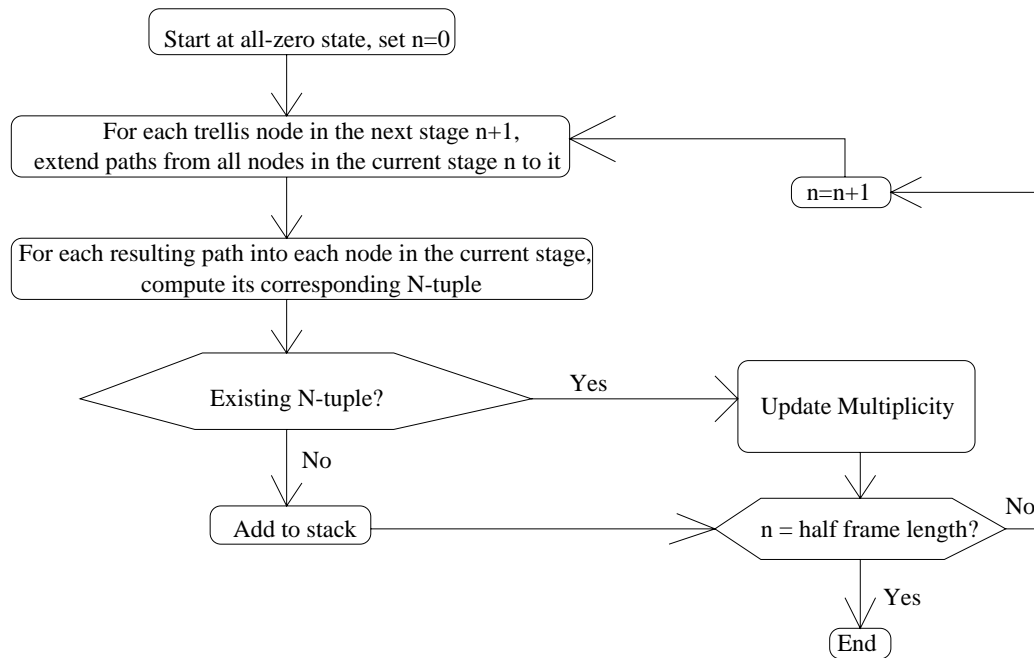 Start at all-zero state, set n=0
For each trellis node in the next stage n+1,
extend paths from all nodes in the current stage n to it
n=n+1
For each resulting path into each node in the current stage,
compute its corresponding N-tuple
Existing N-tuple?
Yes
Update Multiplicity
No
Add to stack
n = half frame length?
No
Yes
End